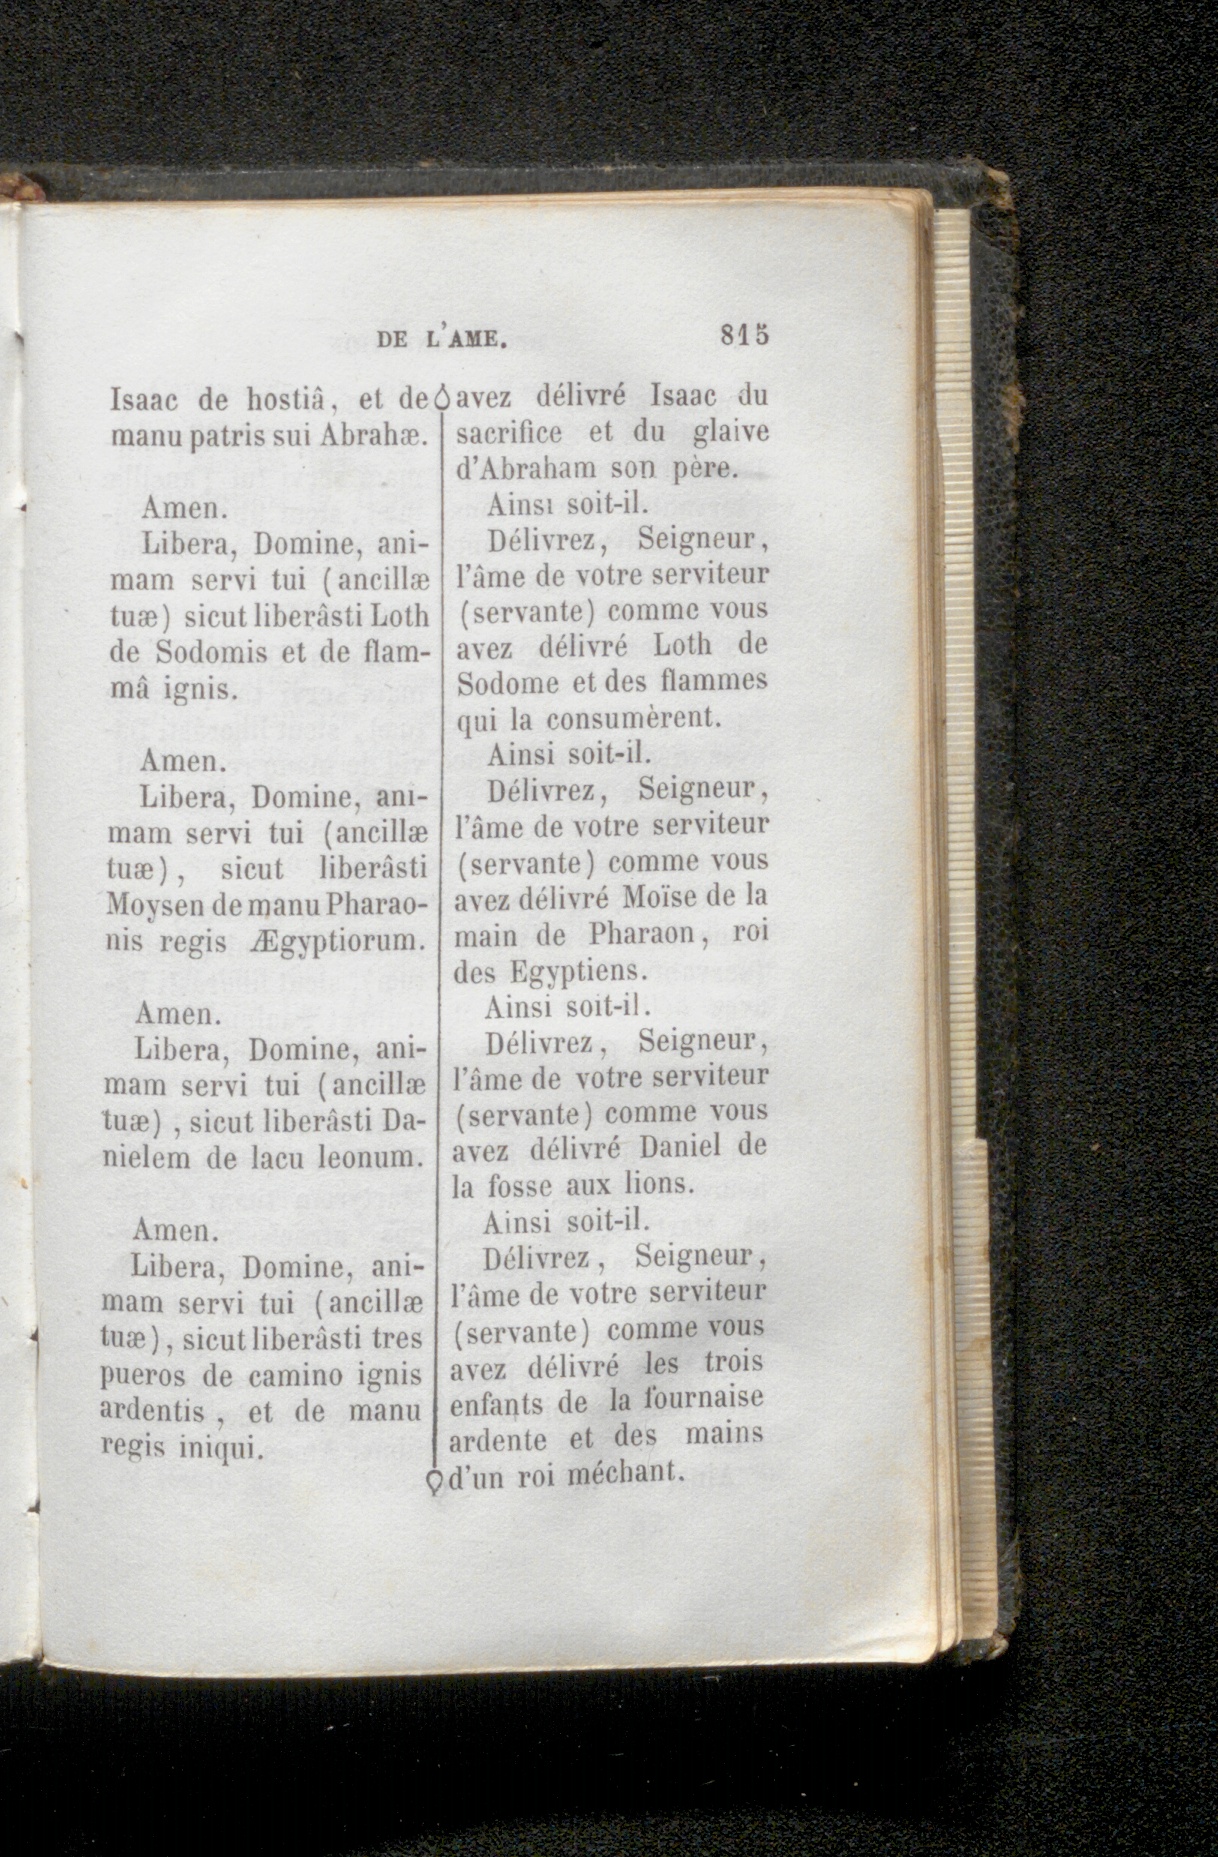 DE L'AME. 815
Isaac de hostiâ, et de
manu patris sui Abrahæ.
Amen.
Libera, Domine, ani-
mam servi tui (ancillæ
tuæ) sicut liberâsti Loth
de Sodomis et de flam-
mâ ignis.
Amen.
Libera, Domine, ani-
mam servi tui (ancillæ
tuæ), sicut liberâsti
Moysen de manu Pharao-
nis regis Ægyptiorum.
Amen.
Libera, Domine, ani-
mam servi tui (ancillæ
tuæ), sicut liberâsti Da-
nielem de lacu leonum.
Amen.
Libera, Domine, ani-
mam servi tui (ancillæ
tuæ), sicut liberâsti tres
pueros de camino ignis
ardentis, et de manu
regis iniqui.
avez délivré Isaac du
sacrifice et du glaive
d'Abraham son père.
Ainsi soit-il.
Délivrez, Seigneur,
l'âme de votre serviteur
(servante) comme vous
avez délivré Loth de
Sodome et des flammes
qui la consumèrent.
Ainsi soit-il.
Délivrez, Seigneur,
l'âme de votre serviteur
(servante) comme vous
avez délivré Moïse de la
main de Pharaon, roi
des Egyptiens.
Ainsi soit-il.
Délivrez, Seigneur,
l'âme de votre serviteur
(servante) comme vous
avez délivré Daniel de
la fosse aux lions.
Ainsi soit-il.
Délivrez, Seigneur,
l'âme de votre serviteur
(servante) comme vous
avez délivré les trois
enfants de la fournaise
ardente et des mains
d'un roi méchant.